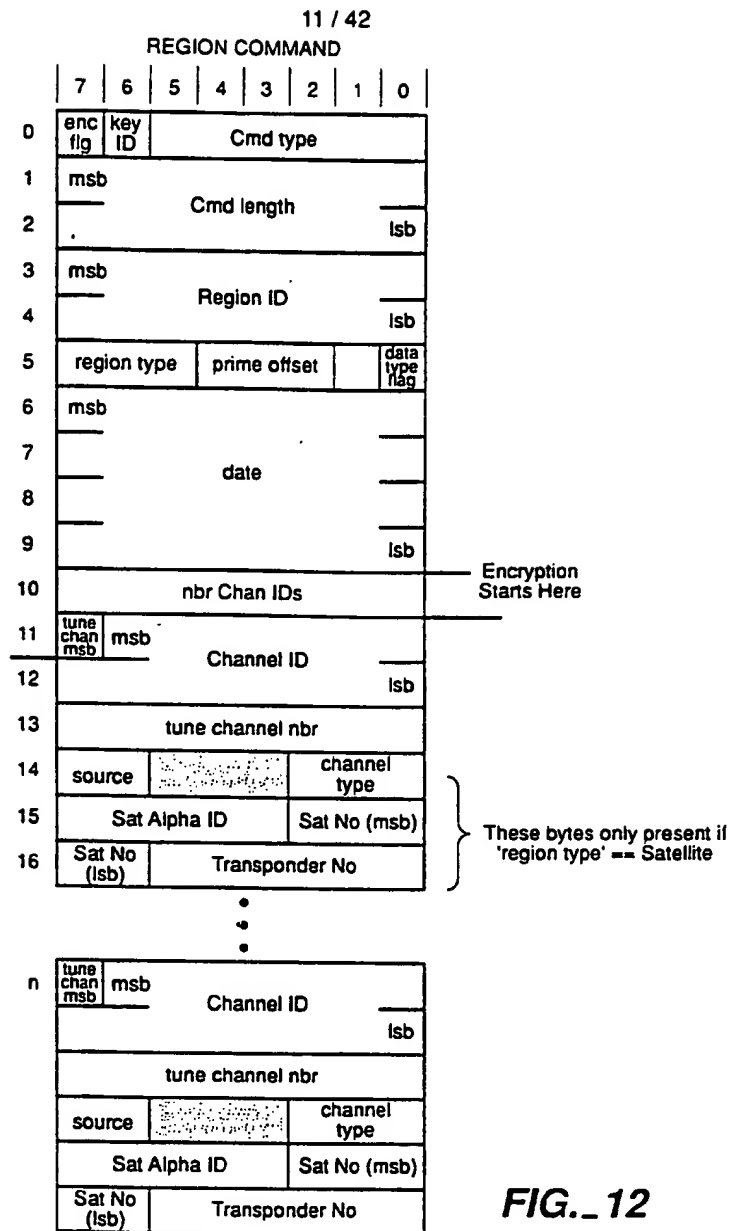 11 / 42
REGION COMMAND
7 6 5 4 3 2 1 0
0 enc flg key ID Cmd type
1 msb
Cmd length
2 lsb
3 msb
Region ID
4 lsb
5 region type prime offset data type flag
6 msb
7
date
8
9 lsb
Encryption Starts Here
10 nbr Chan IDs
11 tune chan msb msb
Channel ID
12 lsb
13 tune channel nbr
14 source channel type
15 Sat Alpha ID Sat No (msb)
These bytes only present if 'region type' == Satellite
16 Sat No (lsb) Transponder No
n tune chan msb msb
Channel ID
lsb
tune channel nbr
source channel type
Sat Alpha ID Sat No (msb)
Sat No (lsb) Transponder No
FIG._12